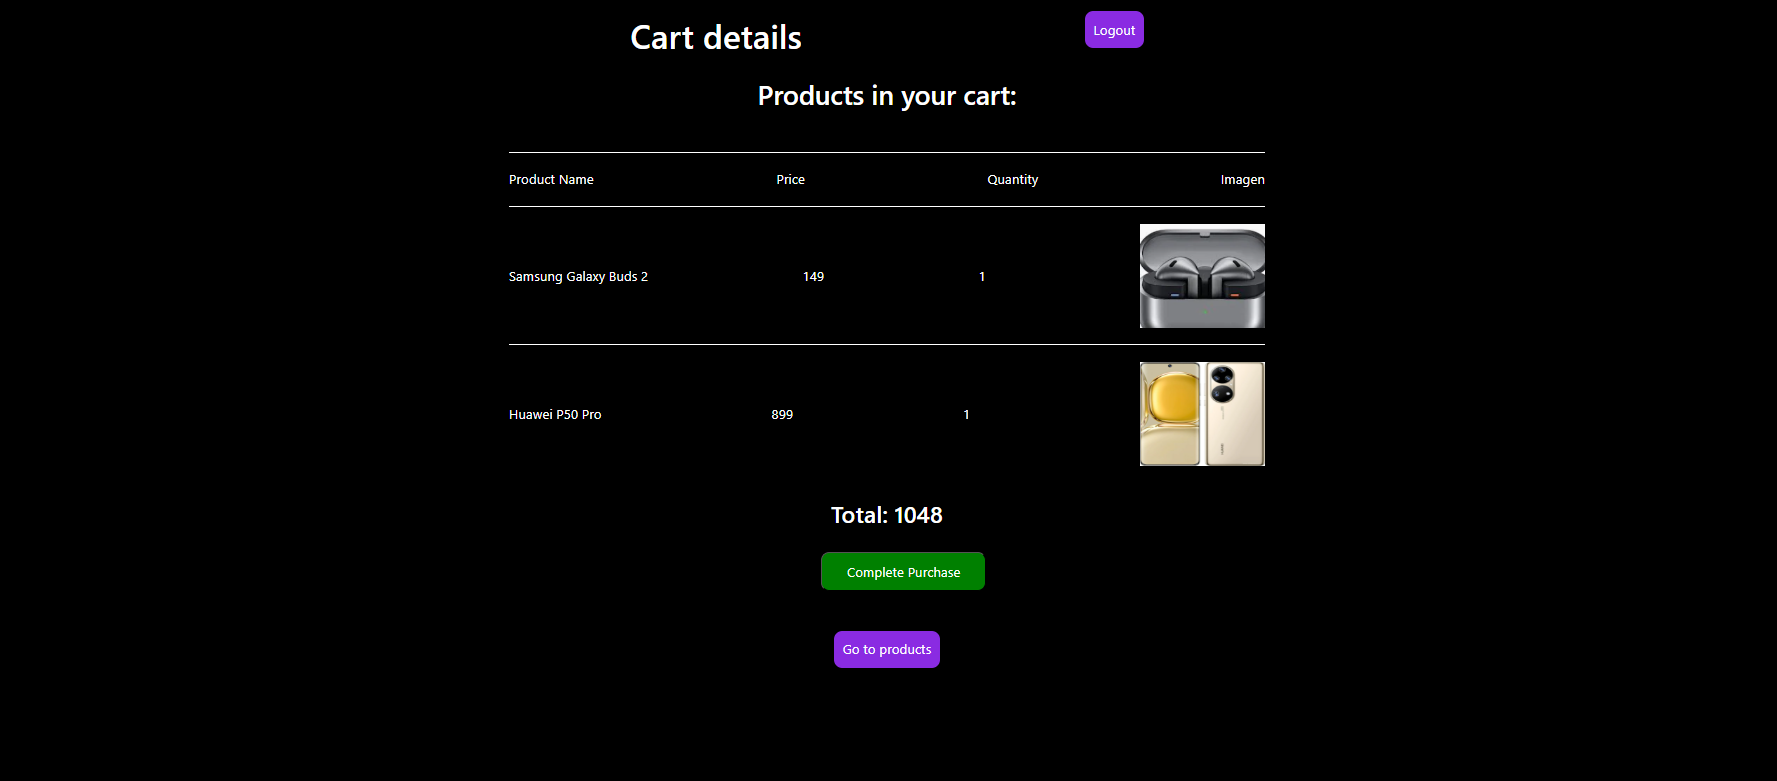 Cart details
Logout
Products in your cart:
Product Name Price Quantity Imagen
Samsung Galaxy Buds 2 149 1
Huawei P50 Pro 899 1
Total: 1048
Complete Purchase
Go to products